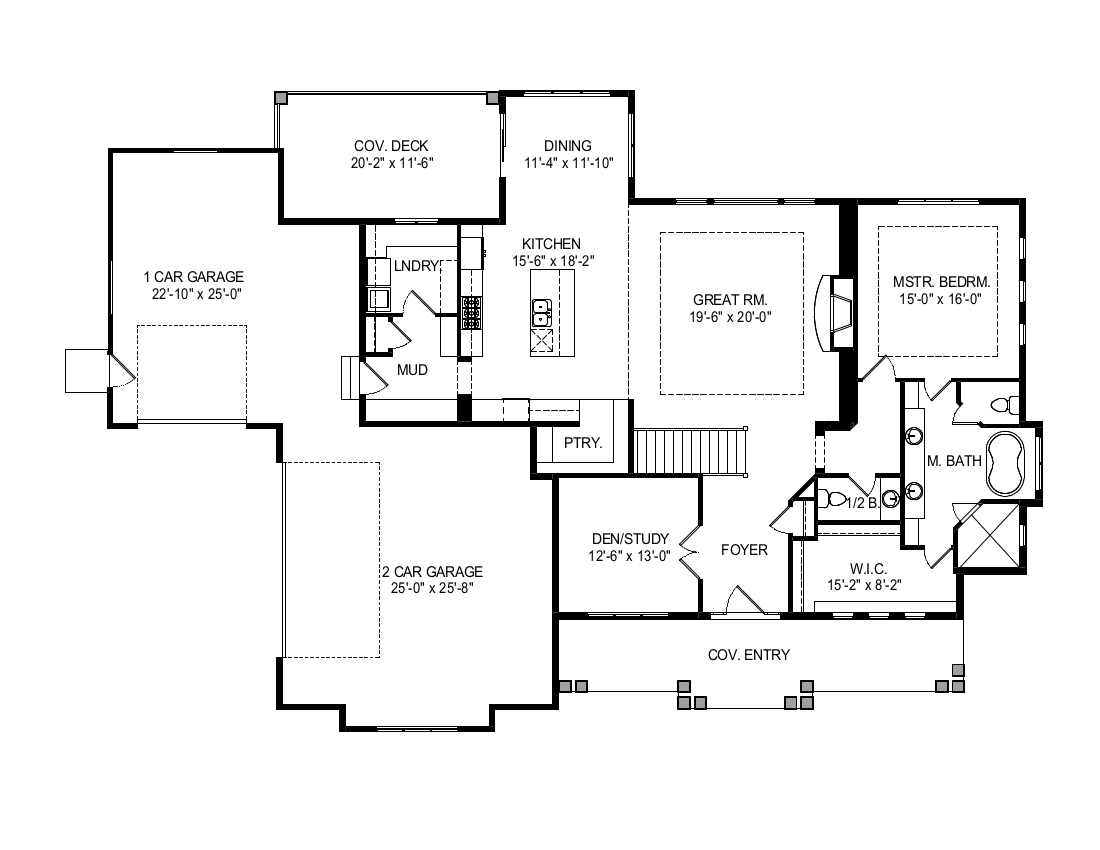 COV. DECK
20'-2" x 11'-6"
DINING
11'-4" x 11'-10"
KITCHEN
15'-6" x 18'-2"
LNDRY
1 CAR GARAGE
22'-10" x 25'-0"
MSTR. BEDRM.
15'-0" x 16'-0"
GREAT RM.
19'-6" x 20'-0"
MUD
PTRY.
M. BATH
1/2 B.
DEN/STUDY
12'-6" x 13'-0"
FOYER
2 CAR GARAGE
25'-0" x 25'-8"
W.I.C.
15'-2" x 8'-2"
COV. ENTRY